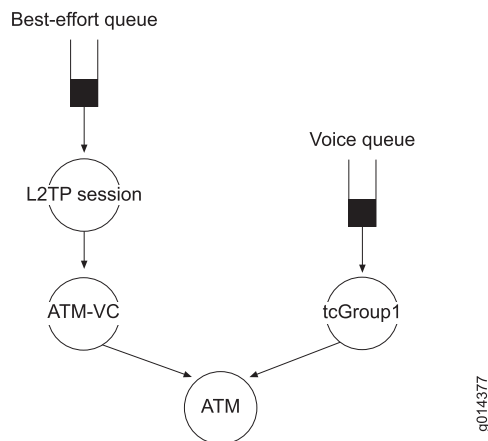 Best-effort queue
Voice queue
L2TP session
ATM-VC
tcGroup1
ATM
g014377